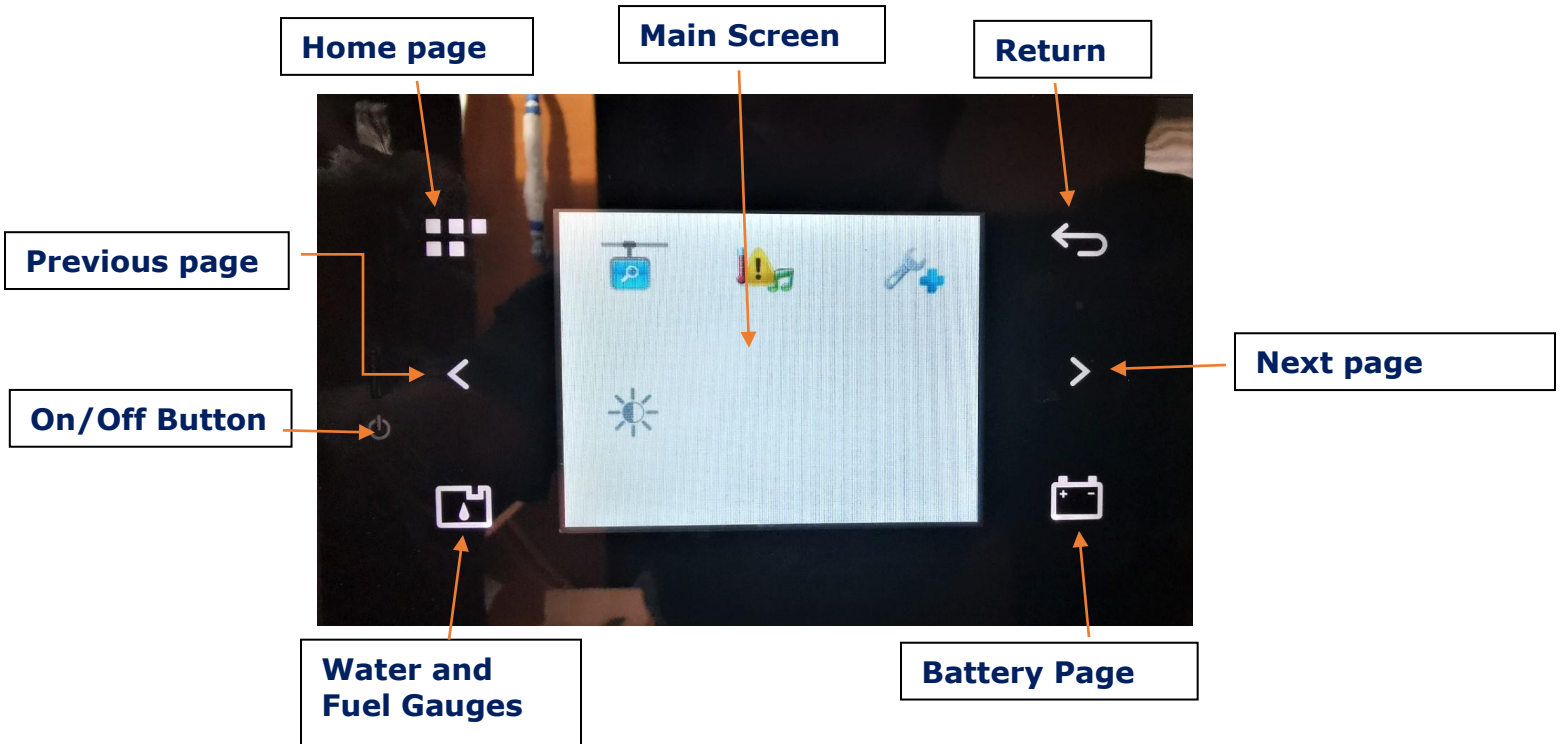 Home page
Main Screen
Return
Previous page
Next page
On/Off Button
Water and
Fuel Gauges
Battery Page